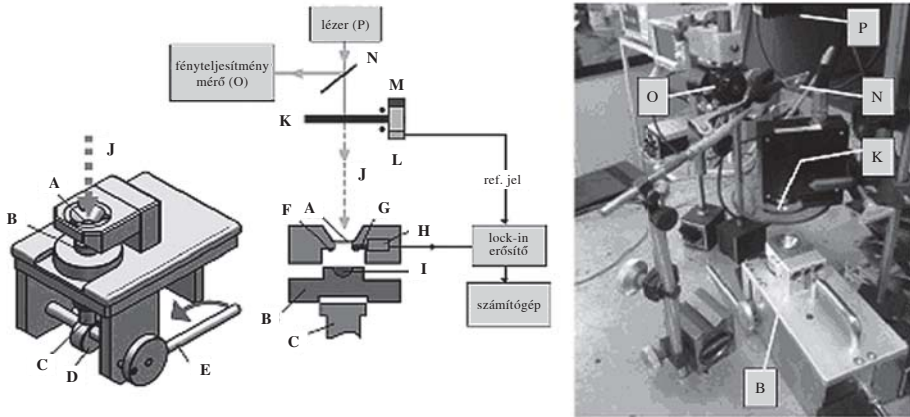 lézer (P)
N
fényteljesítmény
mérő (O)
M
K
L
J
ref. jel
F
A
G
H
lock-in
erősítő
I
B
számítógép
C
J
A
B
C
D
E
P
O
N
K
B